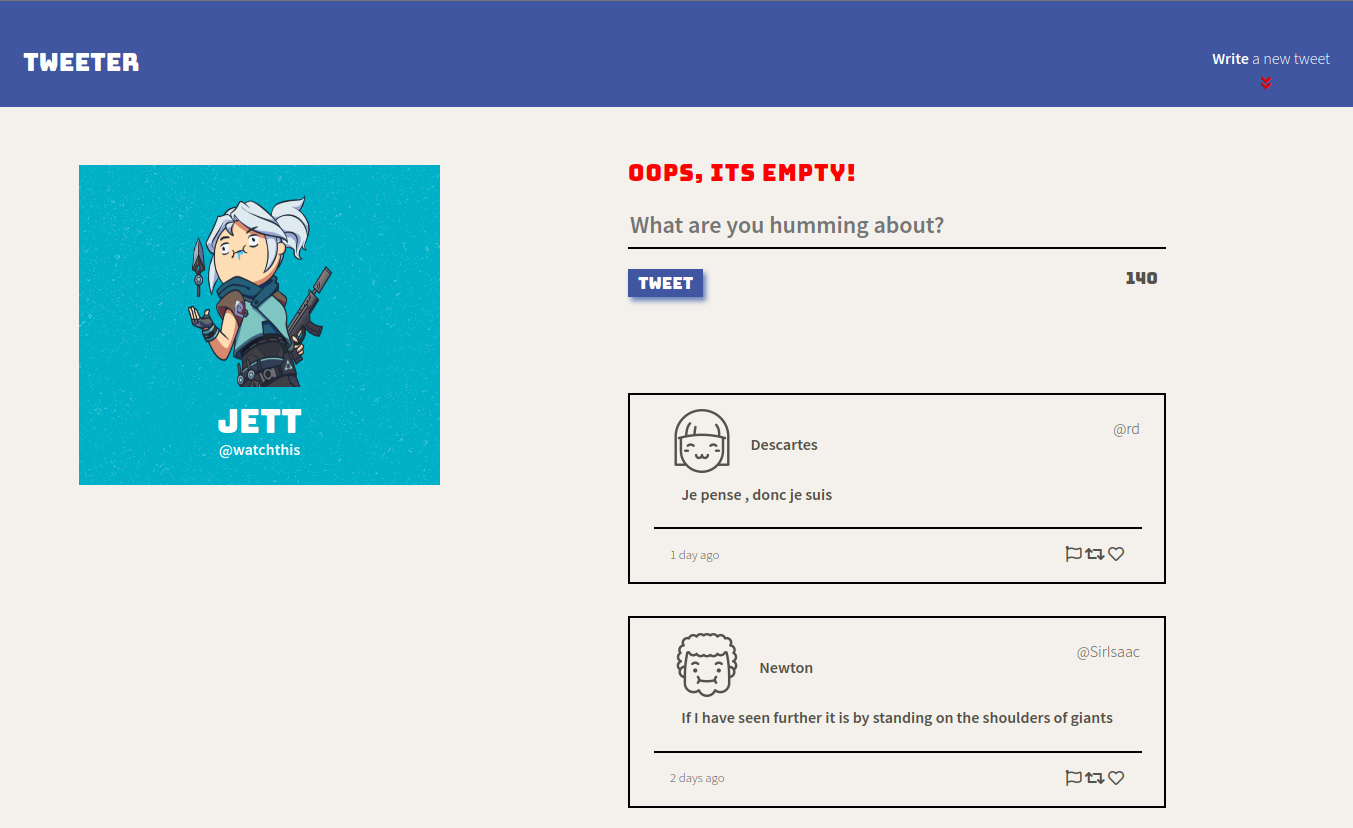 TWEETER
Write a new tweet
JETT
@watchthis
OOPS, ITS EMPTY!
What are you humming about?
TWEET
140
Descartes
@rd
Je pense , donc je suis
1 day ago
Newton
@SirIsaac
If I have seen further it is by standing on the shoulders of giants
2 days ago